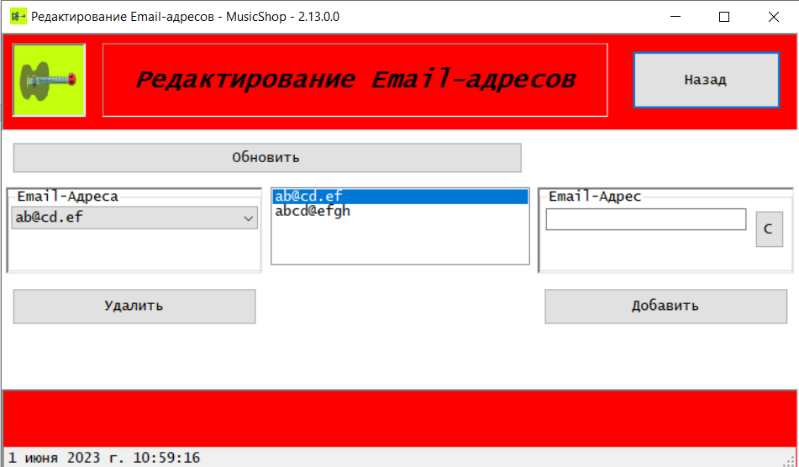 Редактирование Email-адресов - MusicShop - 2.13.0.0
Редактирование Email-адресов
Назад
Обновить
Email-Адреса
ab@cd.ef
ab@cd.ef
abcd@efgh
Email-Адрес
С
Удалить
Добавить
1 июня 2023 г. 10:59:16